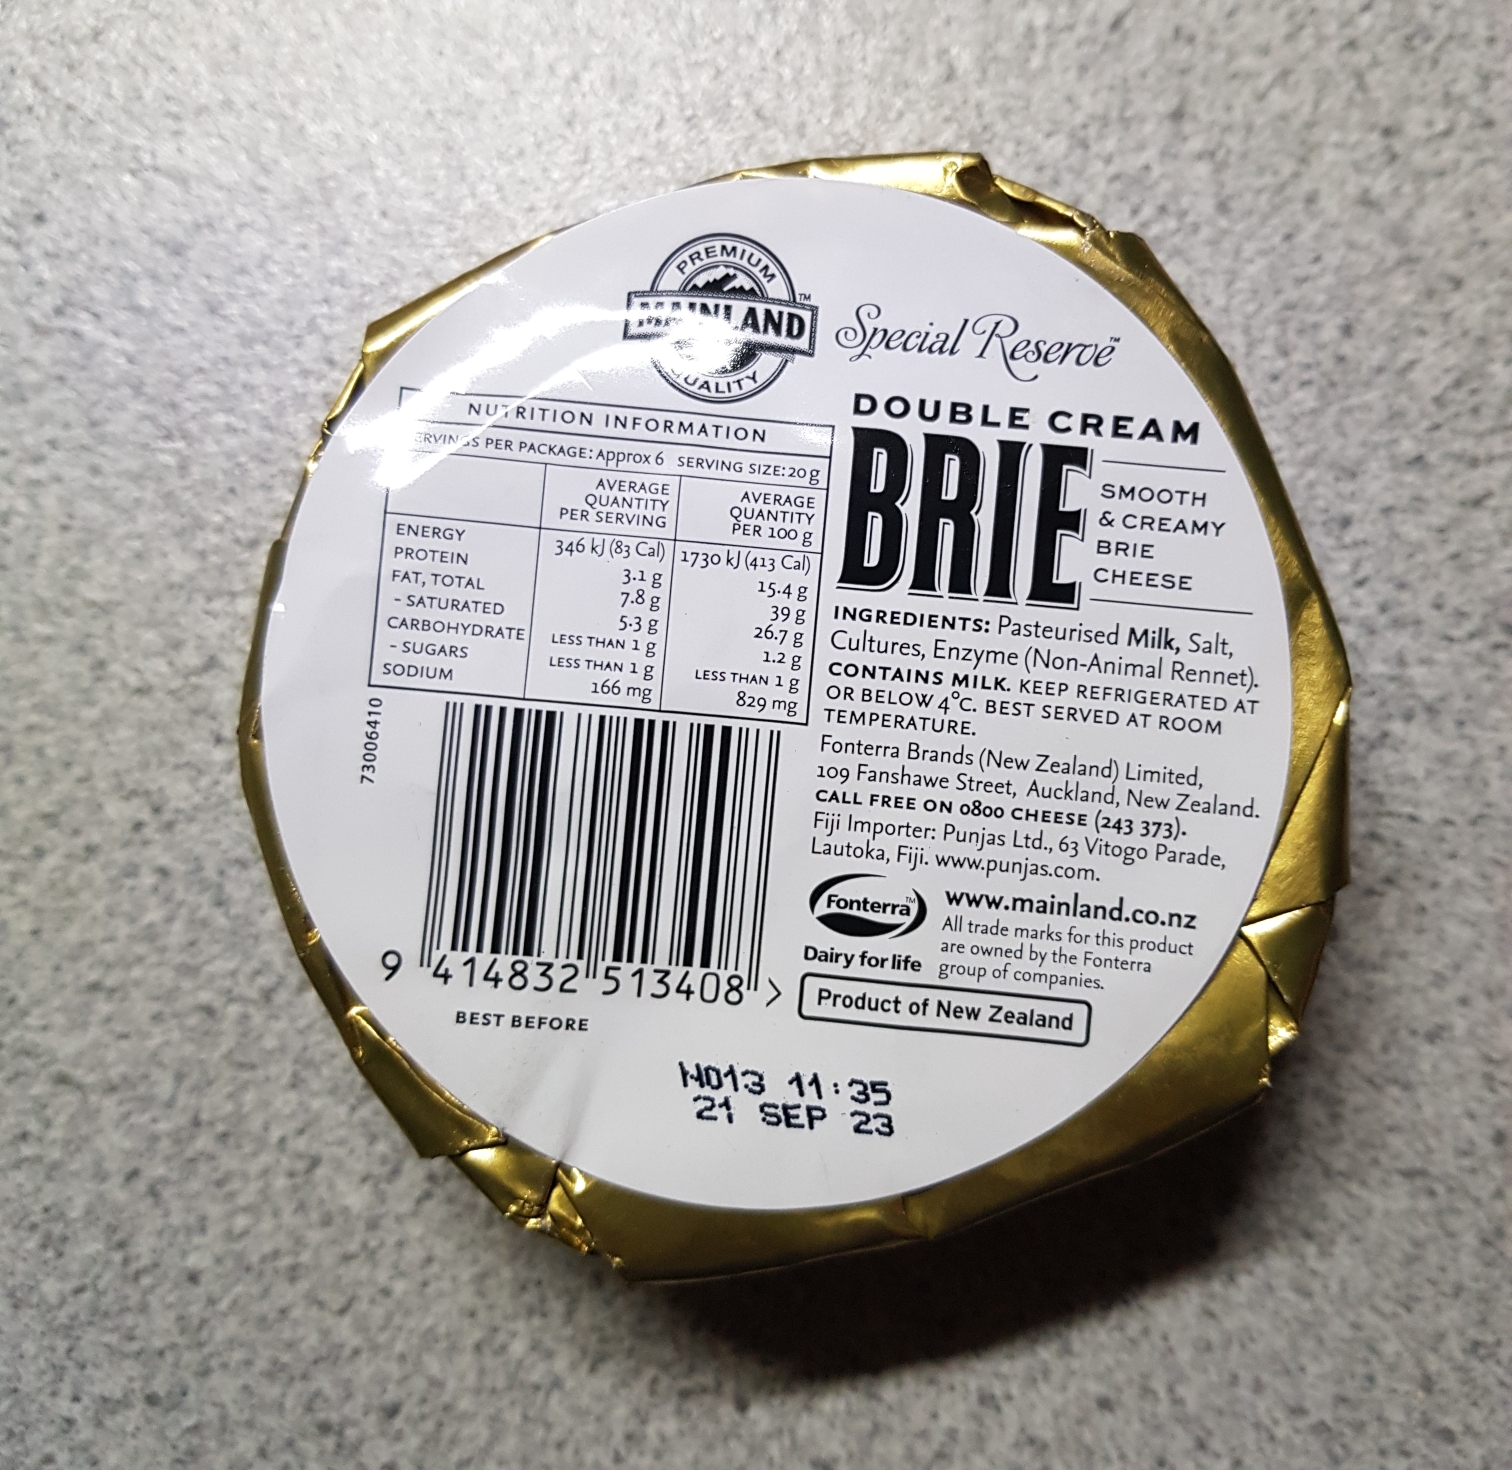 PREMIUM
MAINLAND™
QUALITY
Special Reserve™
DOUBLE CREAM
BRIE
SMOOTH
& CREAMY
BRIE
CHEESE
NUTRITION INFORMATION
SERVINGS PER PACKAGE: Approx 6 SERVING SIZE: 20 g
AVERAGE QUANTITY PER SERVING AVERAGE QUANTITY PER 100 g
ENERGY 346 kJ (83 Cal) 1730 kJ (413 Cal)
PROTEIN 3.1 g 15.4 g
FAT, TOTAL 7.8 g 39 g
- SATURATED 5.3 g 26.7 g
CARBOHYDRATE LESS THAN 1 g 1.2 g
- SUGARS LESS THAN 1 g LESS THAN 1 g
SODIUM 166 mg 829 mg
INGREDIENTS: Pasteurised Milk, Salt,
Cultures, Enzyme (Non-Animal Rennet).
CONTAINS MILK. KEEP REFRIGERATED AT
OR BELOW 4°C. BEST SERVED AT ROOM
TEMPERATURE.
Fonterra Brands (New Zealand) Limited,
109 Fanshawe Street, Auckland, New Zealand.
CALL FREE ON 0800 CHEESE (243 373).
Fiji Importer: Punjas Ltd., 63 Vitogo Parade,
Lautoka, Fiji. www.punjas.com.
Fonterra™
Dairy for life
www.mainland.co.nz
All trade marks for this product
are owned by the Fonterra
group of companies.
Product of New Zealand
73006410
9 414832 513408 >
BEST BEFORE
N013 11:35
21 SEP 23